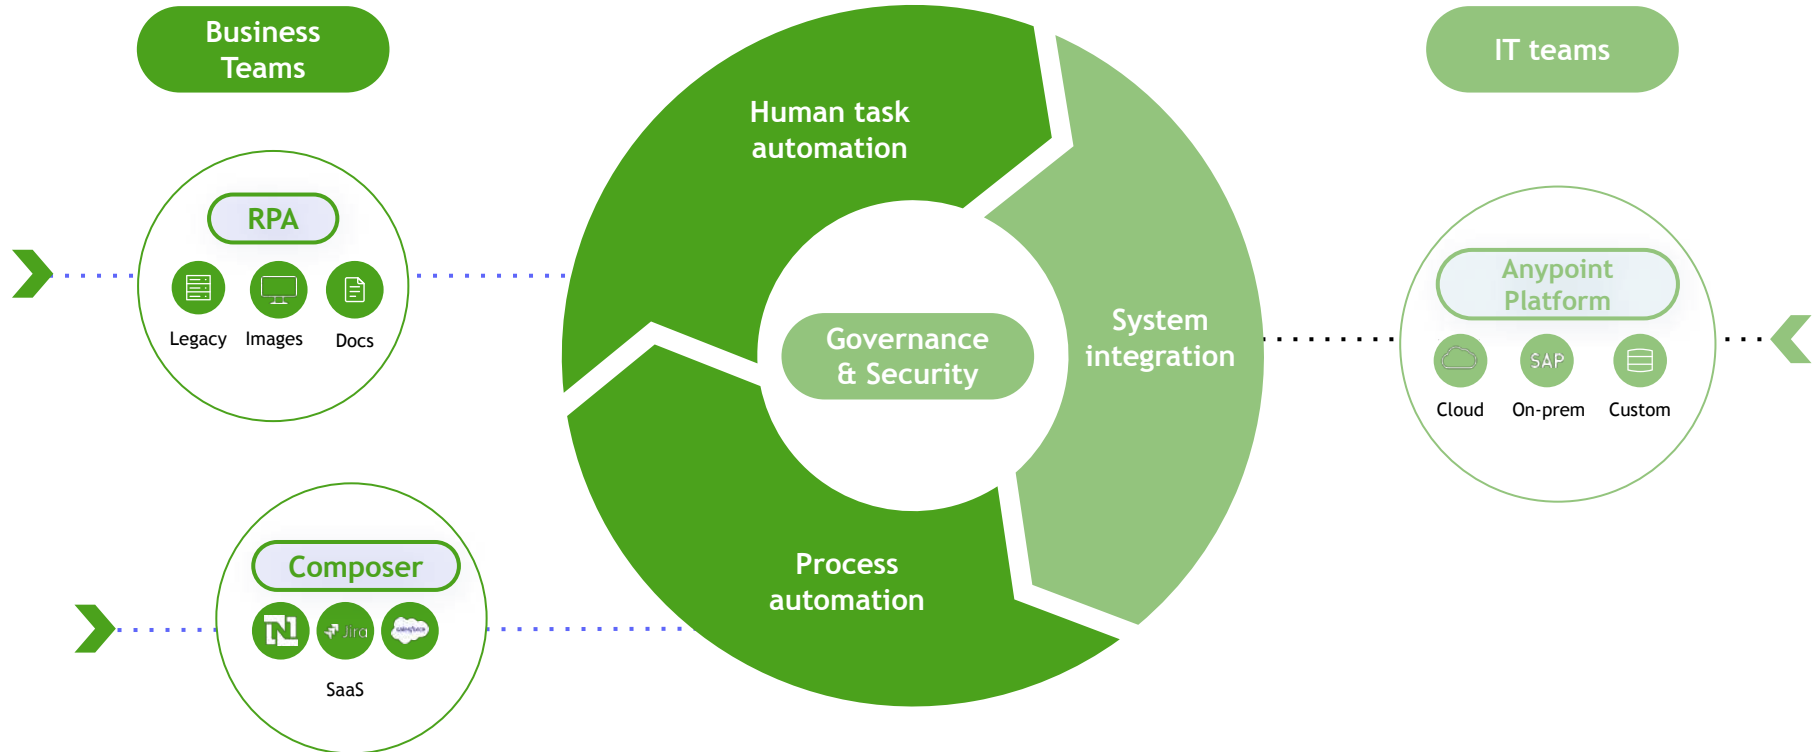 Business
Teams
IT teams
Human task
automation
RPA
Legacy
Images
Docs
Governance
& Security
System
integration
Anypoint
Platform
SAP
Cloud
On-prem
Custom
Composer
Jira
salesforce
SaaS
Process
automation